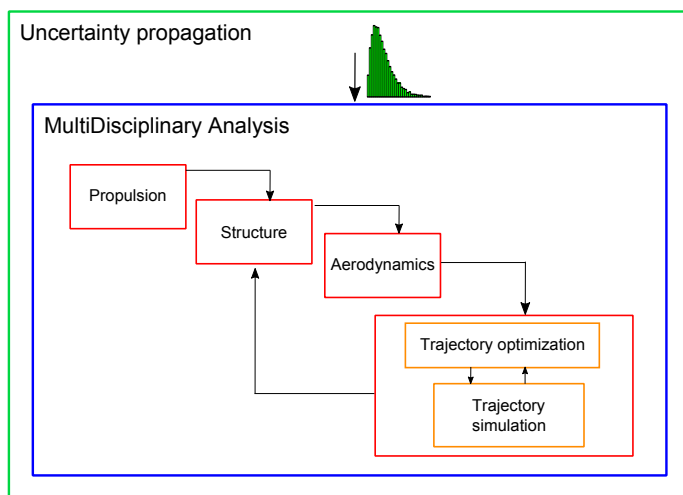 Uncertainty propagation
MultiDisciplinary Analysis
Propulsion
Structure
Aerodynamics
Trajectory optimization
Trajectory
simulation